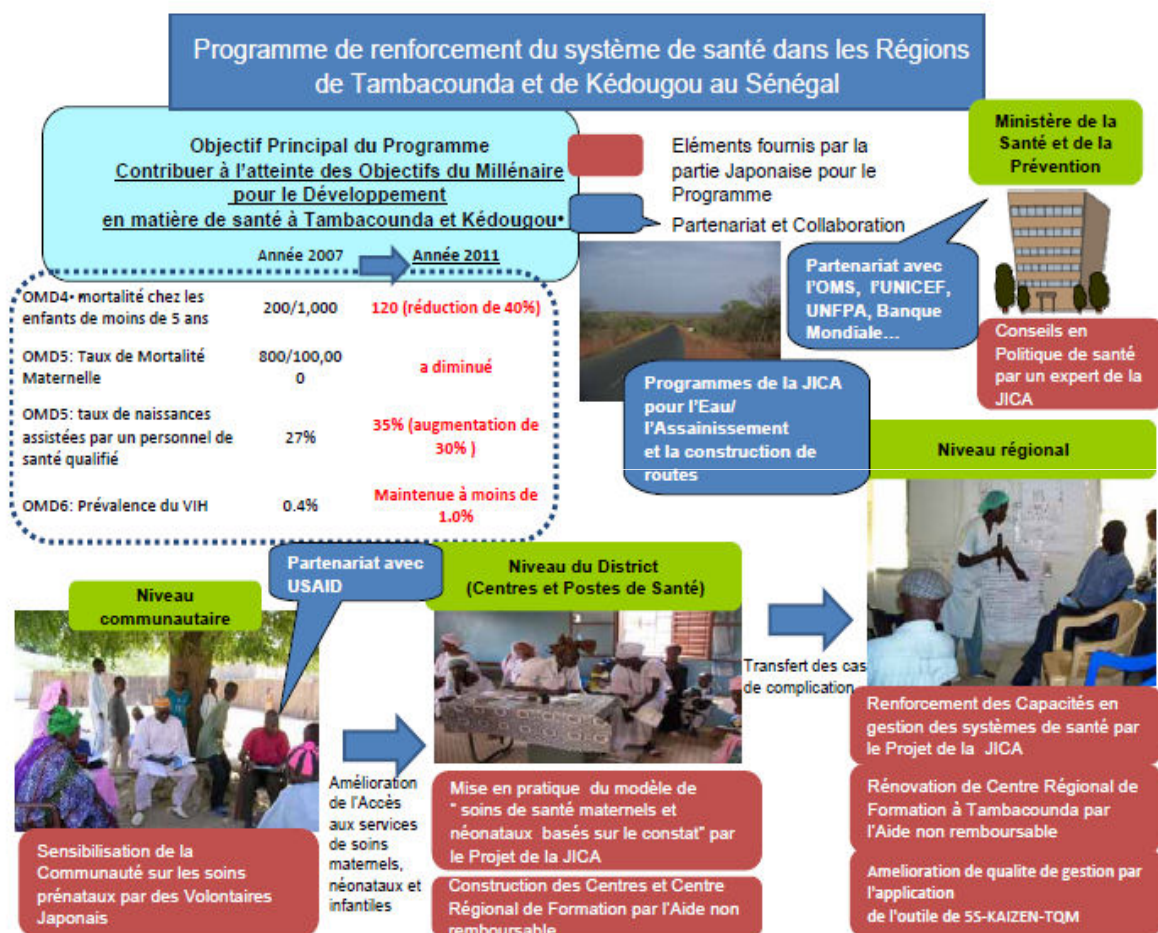 Programme de renforcement du système de santé dans les Régions
de Tambacounda et de Kédougou au Sénégal
Objectif Principal du Programme
Contribuer à l'atteinte des Objectifs du Millénaire
pour le Développement
en matière de santé à Tambacounda et Kédougou•
Année 2007
Année 2011
OMD4• mortalité chez les
enfants de moins de 5 ans
200/1,000
120 (réduction de 40%)
OMD5: Taux de Mortalité
Maternelle
800/100,00
0
a diminué
OMD5: taux de naissances
assistées par un personnel de
santé qualifié
27%
35% (augmentation de
30% )
OMD6: Prévalence du VIH
0.4%
Maintenue à moins de
1.0%
Eléments fournis par la
partie Japonaise pour le
Programme
Partenariat et Collaboration
Ministère de la
Santé et de la
Prévention
Partenariat avec
l'OMS, l'UNICEF,
UNFPA, Banque
Mondiale…
Conseils en
Politique de santé
par un expert de la
JICA
Programmes de la JICA
pour l'Eau/
l'Assainissement
et la construction de
routes
Niveau régional
Partenariat avec
USAID
Niveau
communautaire
Niveau du District
(Centres et Postes de Santé)
Transfert des cas
de complication
Amélioration
de l'Accès
aux services
de soins
maternels,
néonataux et
infantiles
Sensibilisation de la
Communauté sur les soins
prénataux par des Volontaires
Japonais
Mise en pratique du modèle de
" soins de santé maternels et
néonataux basés sur le constat" par
le Projet de la JICA
Construction des Centres et Centre
Régional de Formation par l'Aide non
remboursable
Renforcement des Capacités en
gestion des systèmes de santé par
le Projet de la JICA
Rénovation de Centre Régional de
Formation à Tambacounda par
l'Aide non remboursable
Amelioration de qualite de gestion par
l'application
de l'outile de 5S-KAIZEN-TQM